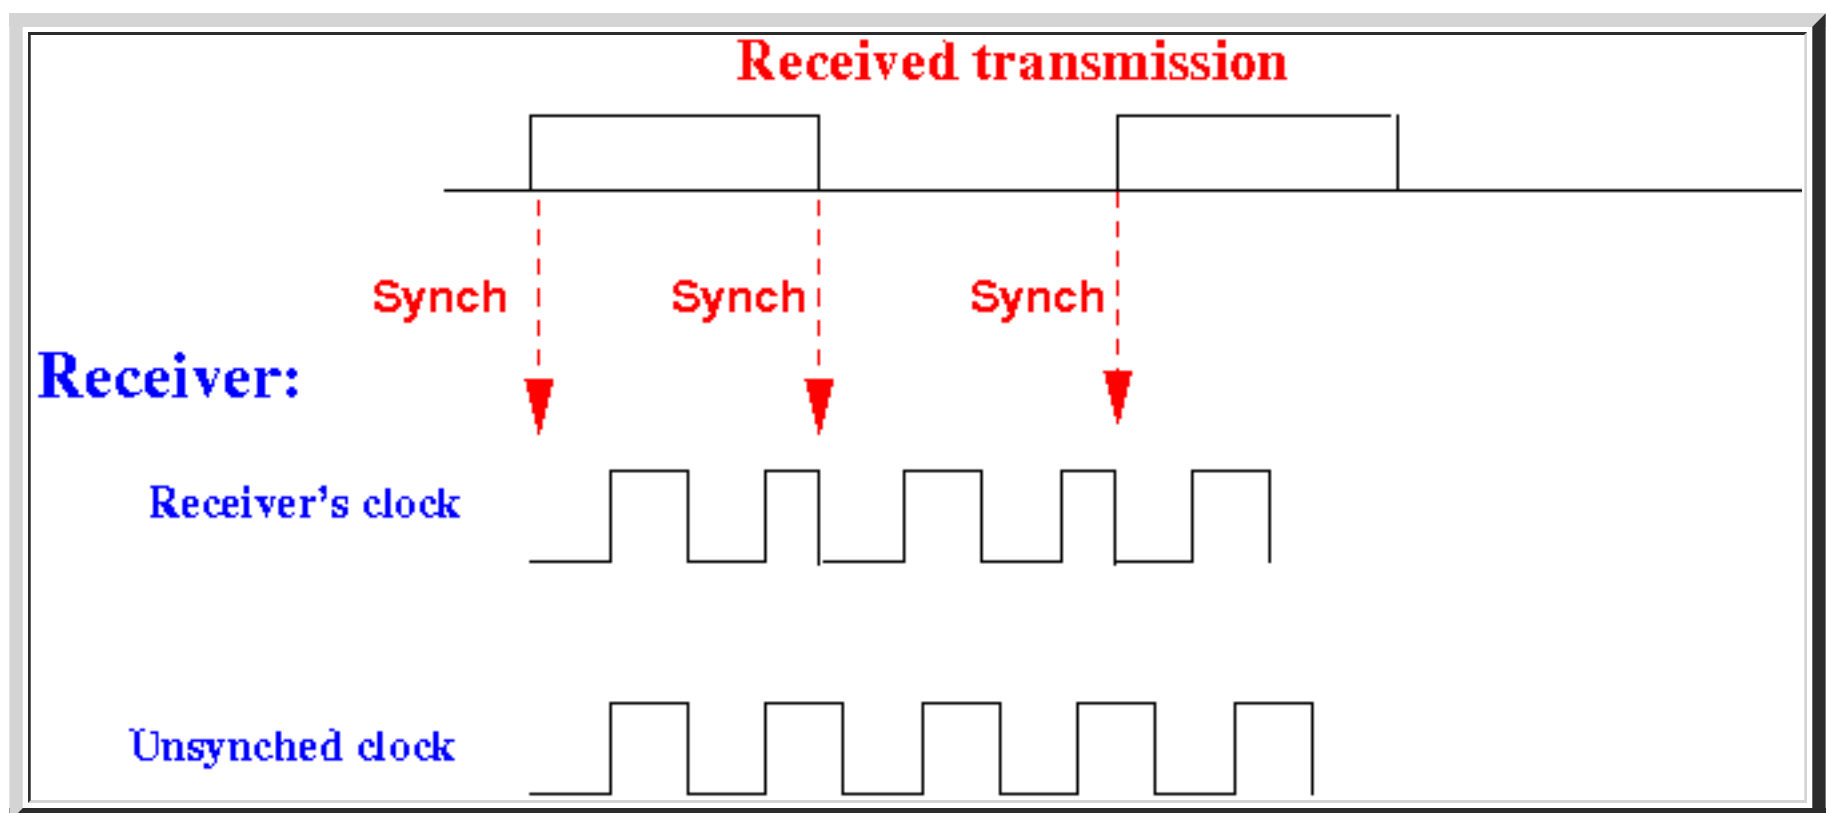 Received transmission
Synch Synch Synch
Receiver:
Receiver's clock
Unsynched clock